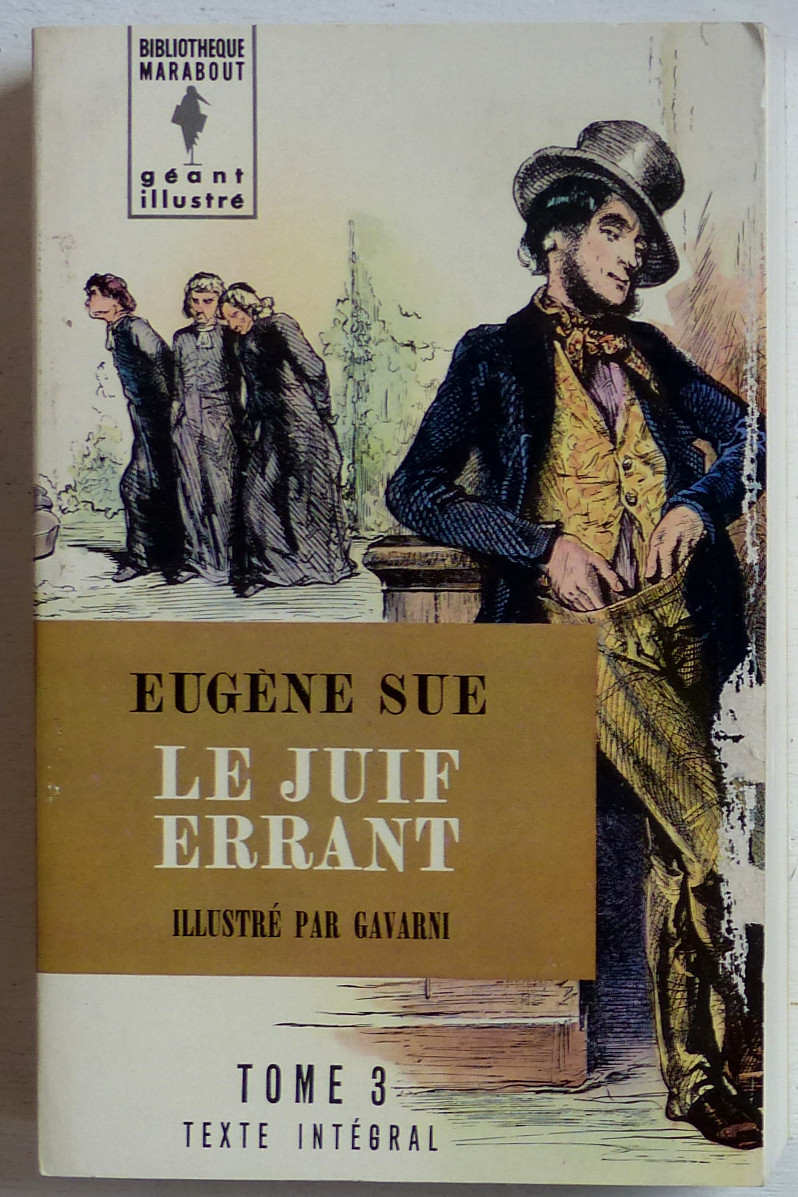 BIBLIOTHEQUE
MARABOUT
géant
illustré
EUGÈNE SUE
LE JUIF
ERRANT
ILLUSTRÉ PAR GAVARNI
TOME 3
TEXTE INTÉGRAL